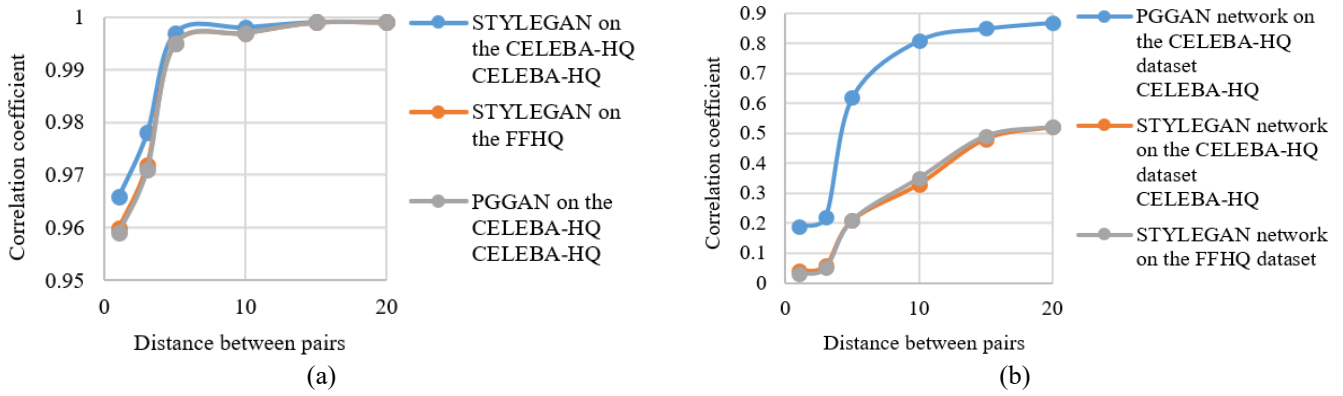 1
0.99
0.98
0.97
0.96
0.95
0
10
20
Correlation coefficient
Distance between pairs
STYLEGAN on
the CELEBA-HQ
CELEBA-HQ
STYLEGAN on
the FFHQ
PGGAN on the
CELEBA-HQ
CELEBA-HQ
(a)
0.9
0.8
0.7
0.6
0.5
0.4
0.3
0.2
0.1
0
0
10
20
Correlation coefficient
Distance between pairs
PGGAN network on
the CELEBA-HQ
dataset
CELEBA-HQ
STYLEGAN network
on the CELEBA-HQ
dataset
CELEBA-HQ
STYLEGAN network
on the FFHQ dataset
(b)